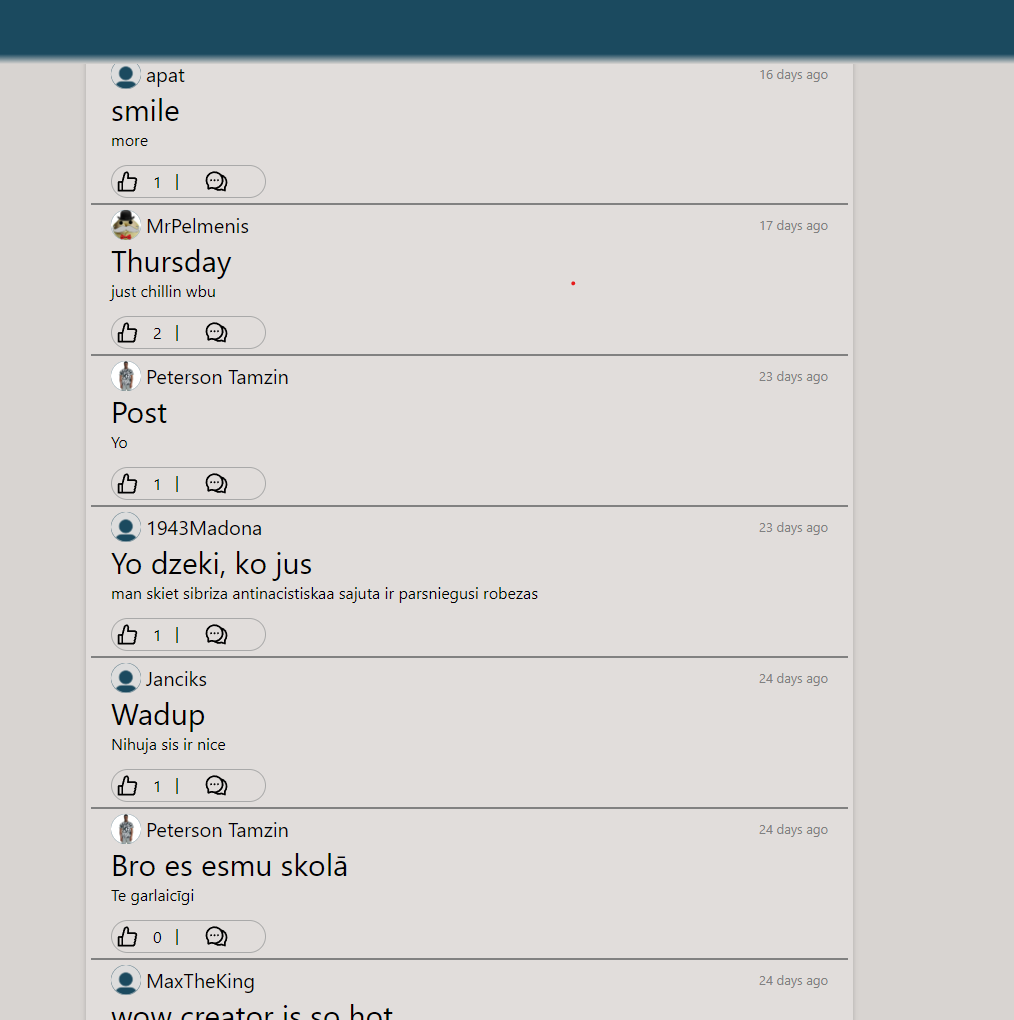 apat 16 days ago
smile
more
1 |
MrPelmenis 17 days ago
Thursday
just chillin wbu
2 |
Peterson Tamzin 23 days ago
Post
Yo
1 |
1943Madona 23 days ago
Yo dzeki, ko jus
man skiet sibriza antinacistiskaa sajuta ir parsniegusi robezas
1 |
Janciks 24 days ago
Wadup
Nihuja sis ir nice
1 |
Peterson Tamzin 24 days ago
Bro es esmu skolā
Te garlaicīgi
0 |
MaxTheKing 24 days ago
wow creator is so hot